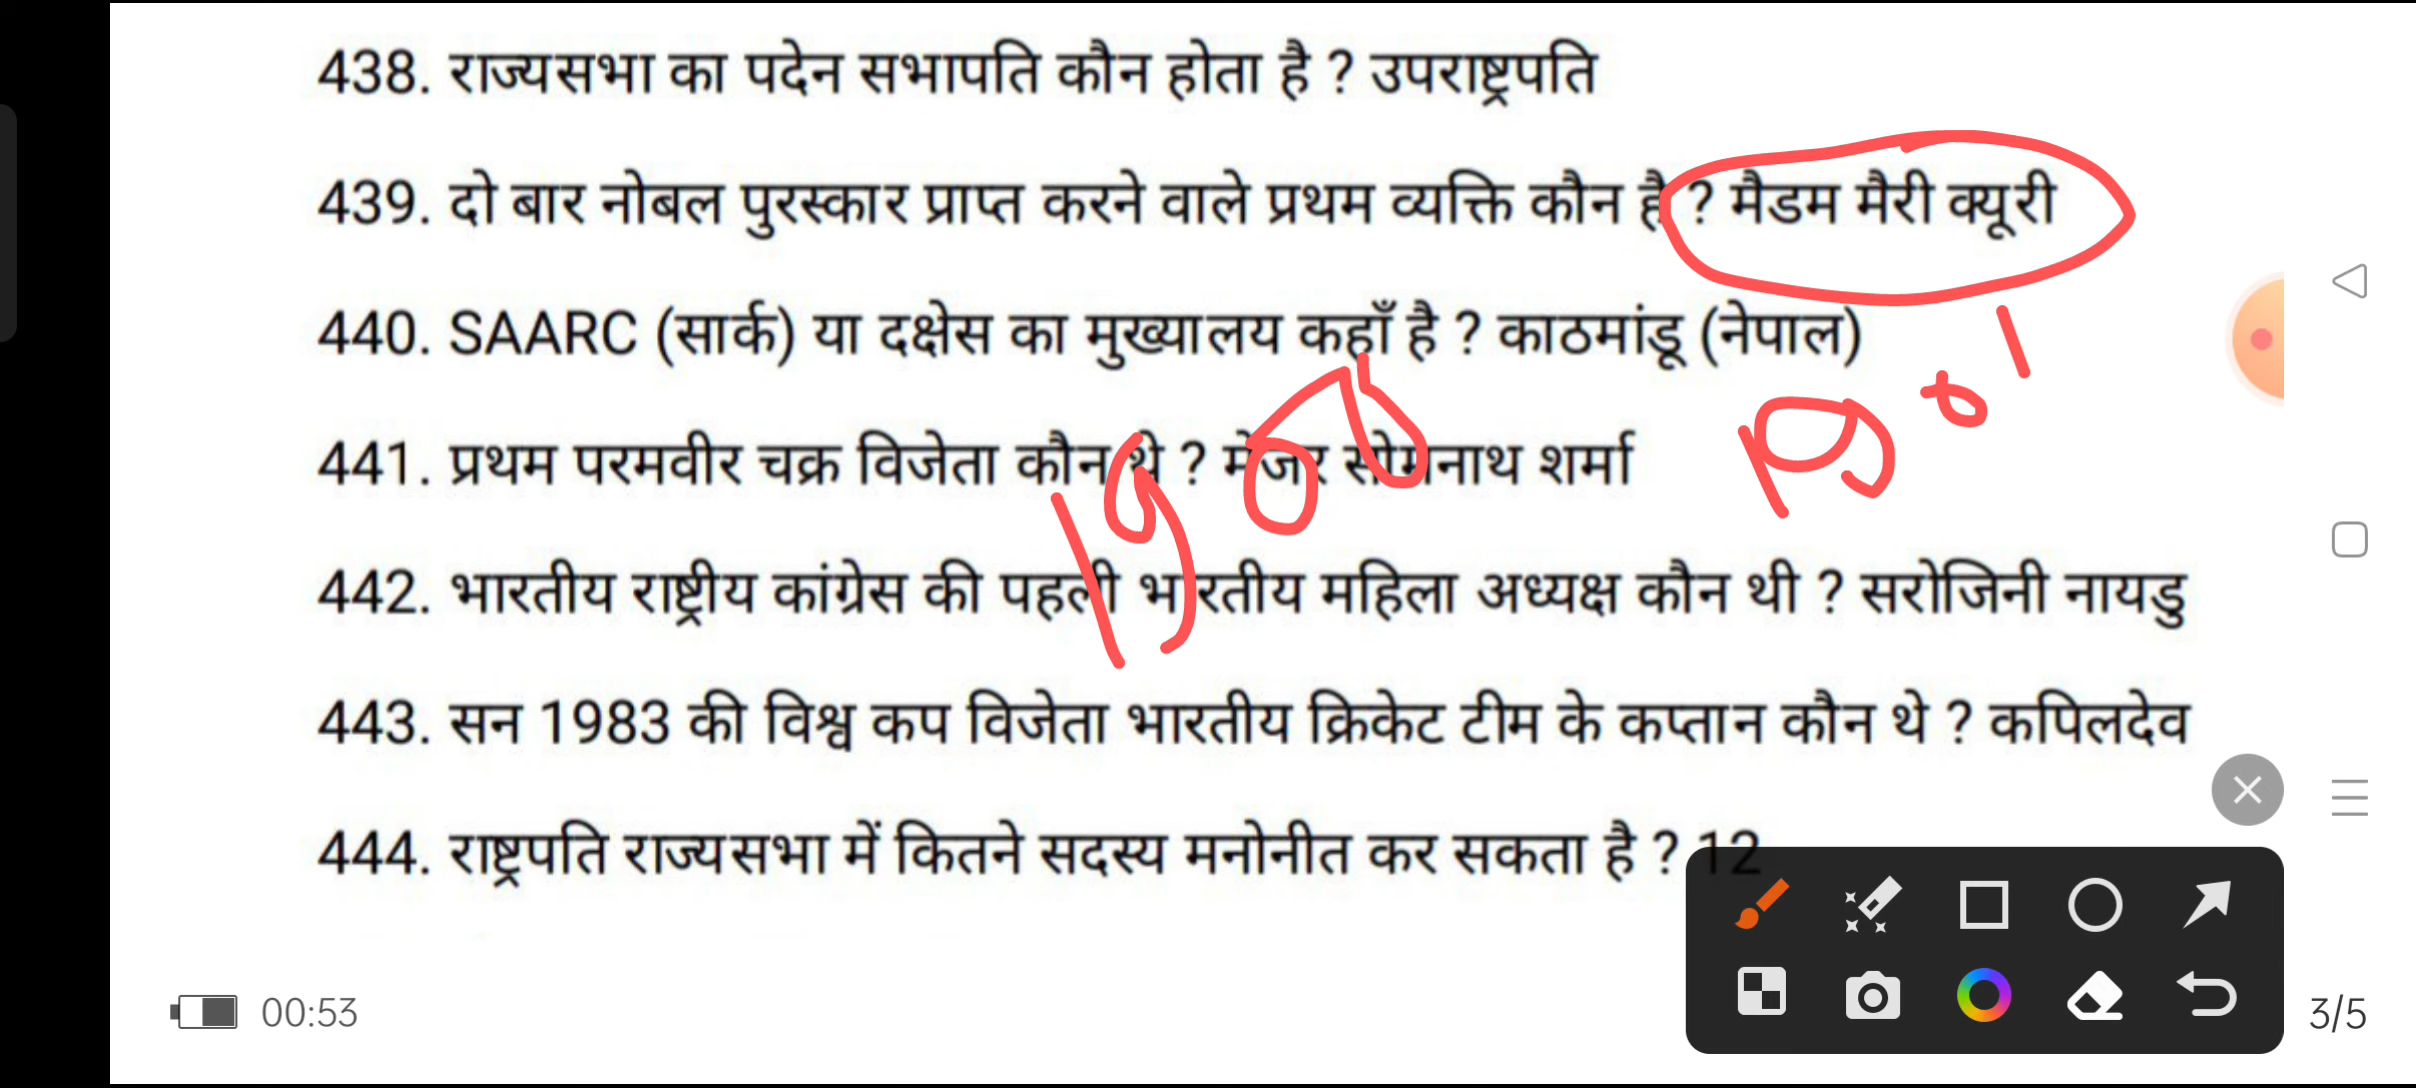 438. राज्यसभा का पदेन सभापति कौन होता है ? उपराष्ट्रपति
439. दो बार नोबल पुरस्कार प्राप्त करने वाले प्रथम व्यक्ति कौन है ? मैडम मैरी क्यूरी
440. SAARC (सार्क) या दक्षेस का मुख्यालय कहाँ है ? काठमांडू (नेपाल)
441. प्रथम परमवीर चक्र विजेता कौन थे ? मेजर सोमनाथ शर्मा
1901
442. भारतीय राष्ट्रीय कांग्रेस की पहली भारतीय महिला अध्यक्ष कौन थी ? सरोजिनी नायडु
443. सन 1983 की विश्व कप विजेता भारतीय क्रिकेट टीम के कप्तान कौन थे ? कपिलदेव
444. राष्ट्रपति राज्यसभा में कितने सदस्य मनोनीत कर सकता है ? 12
00:53
3/5